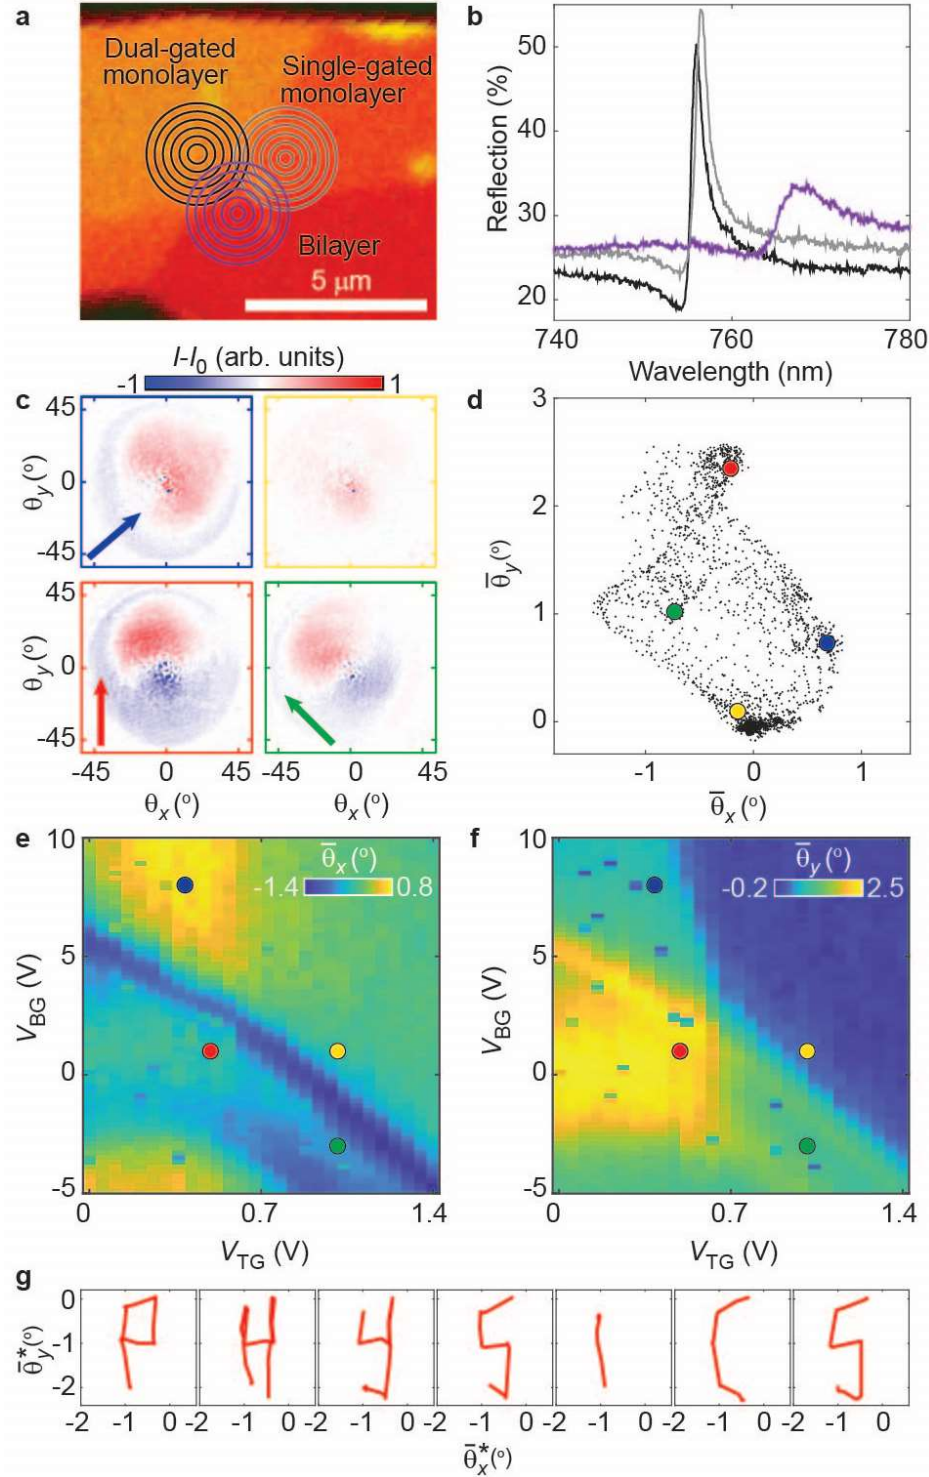 a
Dual-gated
monolayer
Single-gated
monolayer
Bilayer
5 μm
b
Reflection (%)
50
40
30
20
740
760
780
Wavelength (nm)
I-I₀ (arb. units)
-1
1
c
θy (º)
45
0
-45
θy (º)
45
0
-45
-45 0 45
-45 0 45
θx (º)
θx (º)
d
θ̅y (º)
3
2
1
0
-1 0 1
θ̅x (º)
e
θ̅x (º)
-1.4
0.8
VBG (V)
10
5
0
-5
0 0.7 1.4
VTG (V)
f
θ̅y (º)
-0.2
2.5
VBG (V)
10
5
0
-5
0 0.7 1.4
VTG (V)
g
θ̅y* (º)
0
-1
-2
P H Y S I C S
-2 -1 0 -2 -1 0 -2 -1 0 -2 -1 0 -2 -1 0 -2 -1 0 -2 -1 0
θ̅x* (º)